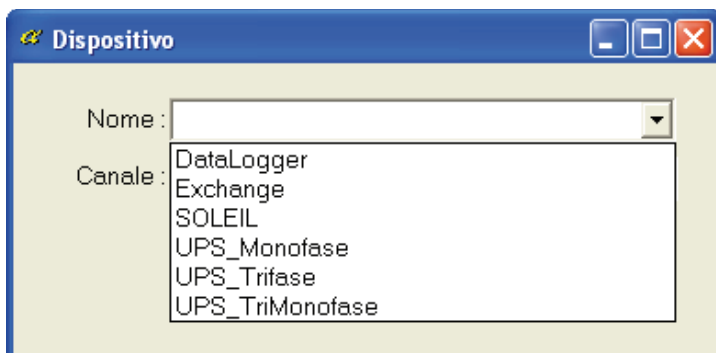 Dispositivo
Nome :
Canale :
DataLogger
Exchange
SOLEIL
UPS_Monofase
UPS_Trifase
UPS_TriMonofase